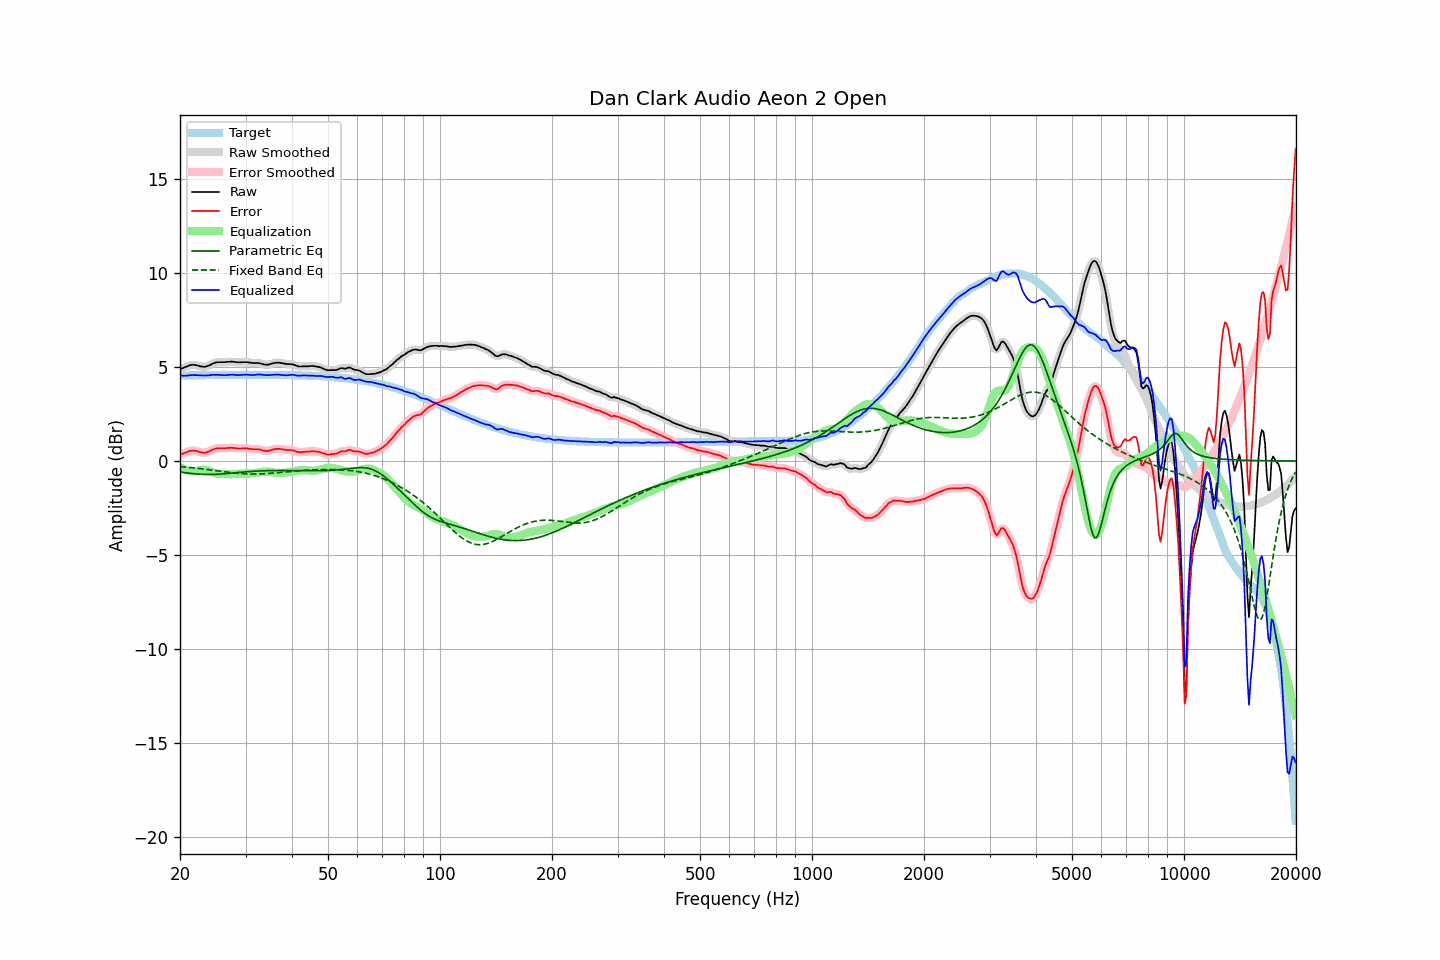 Dan Clark Audio Aeon 2 Open
Target
Raw Smoothed
Error Smoothed
Raw
Error
Equalization
Parametric Eq
Fixed Band Eq
Equalized
Amplitude (dBr)
15
10
5
0
−5
−10
−15
−20
20 50 100 200 500 1000 2000 5000 10000 20000
Frequency (Hz)